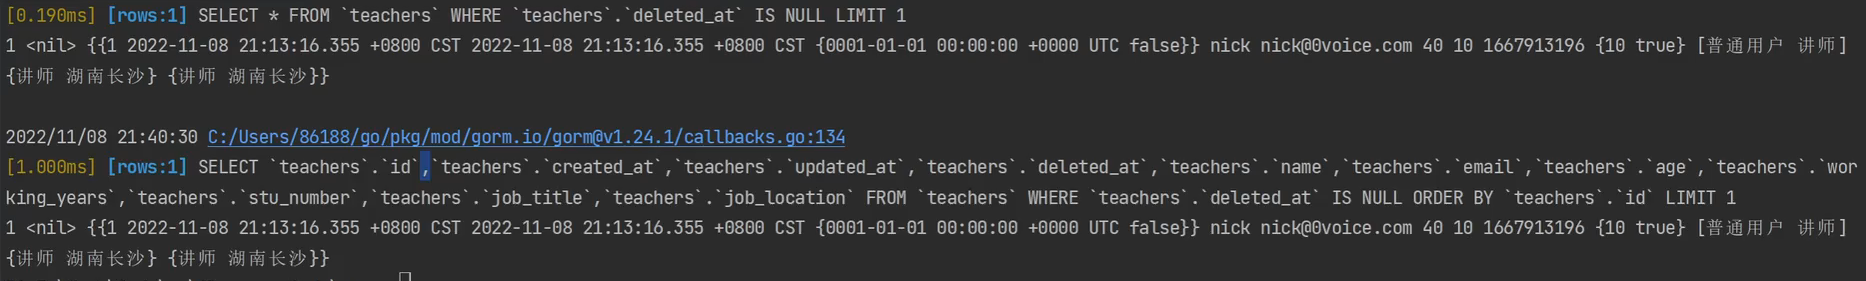 [0.190ms] [rows:1] SELECT * FROM `teachers` WHERE `teachers`.`deleted_at` IS NULL LIMIT 1
1 <nil> {{1 2022-11-08 21:13:16.355 +0800 CST 2022-11-08 21:13:16.355 +0800 CST {0001-01-01 00:00:00 +0000 UTC false}} nick nick@0voice.com 40 10 1667913196 {10 true} [普通用户 讲师]
{讲师 湖南长沙} {讲师 湖南长沙}}
2022/11/08 21:40:30 C:/Users/86188/go/pkg/mod/gorm.io/gorm@v1.24.1/callbacks.go:134
[1.000ms] [rows:1] SELECT `teachers`.`id`,`teachers`.`created_at`,`teachers`.`updated_at`,`teachers`.`deleted_at`,`teachers`.`name`,`teachers`.`email`,`teachers`.`age`,`teachers`.`wor
king_years`,`teachers`.`stu_number`,`teachers`.`job_title`,`teachers`.`job_location` FROM `teachers` WHERE `teachers`.`deleted_at` IS NULL ORDER BY `teachers`.`id` LIMIT 1
1 <nil> {{1 2022-11-08 21:13:16.355 +0800 CST 2022-11-08 21:13:16.355 +0800 CST {0001-01-01 00:00:00 +0000 UTC false}} nick nick@0voice.com 40 10 1667913196 {10 true} [普通用户 讲师]
{讲师 湖南长沙} {讲师 湖南长沙}}